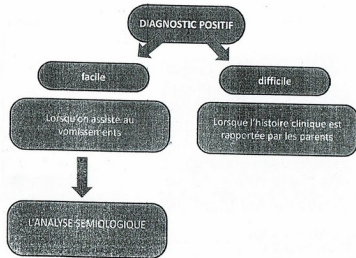 DIAGNOSTIC POSITIF
facile
difficile
Lorsqu'on assiste au
vomissements
Lorsque l'histoire clinique est
rapportée par les parents
L'ANALYSE SEMIOLOGIQUE